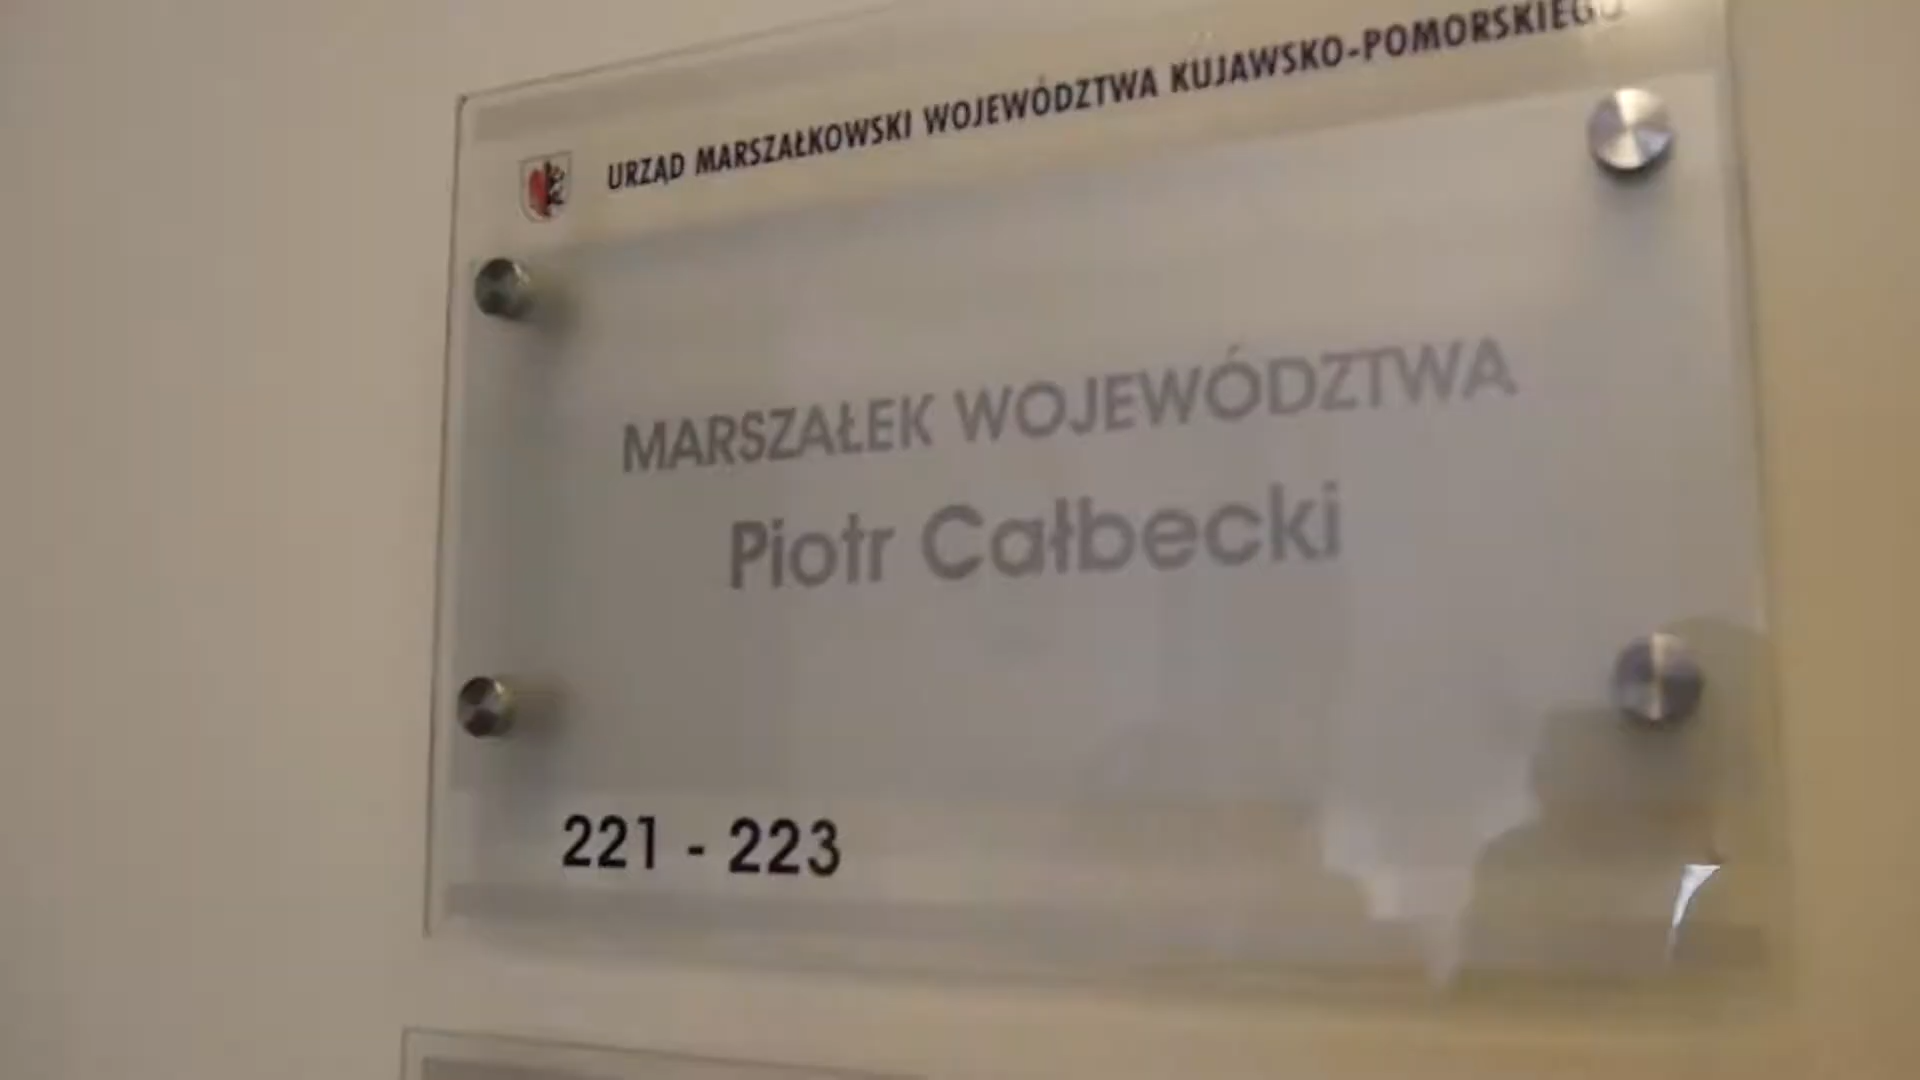 URZĄD MARSZAŁKOWSKI WOJEWÓDZTWA KUJAWSKO-POMORSKIEGO
MARSZAŁEK WOJEWÓDZTWA
Piotr Całbecki
221 - 223